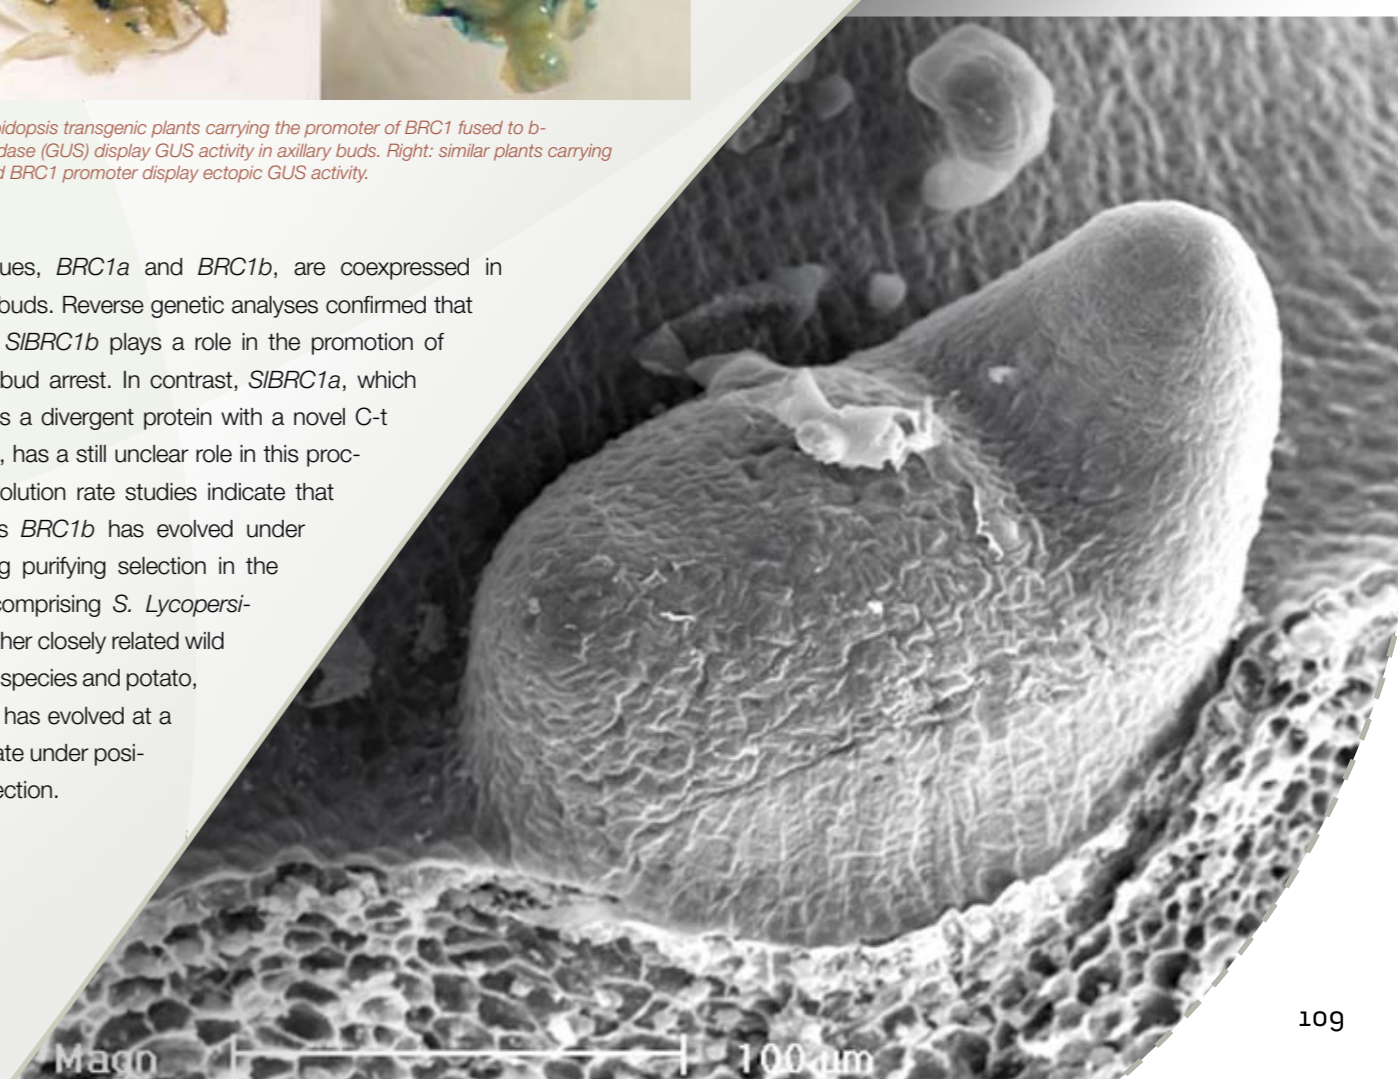 idopsis transgenic plants carrying the promoter of BRC1 fused to b-
dase (GUS) display GUS activity in axillary buds. Right: similar plants carrying
d BRC1 promoter display ectopic GUS activity.
ues, BRC1a and BRC1b, are coexpressed in
buds. Reverse genetic analyses confirmed that
SlBRC1b plays a role in the promotion of
bud arrest. In contrast, SlBRC1a, which
s a divergent protein with a novel C-t
, has a still unclear role in this proc-
olution rate studies indicate that
s BRC1b has evolved under
g purifying selection in the
comprising S. Lycopersi-
her closely related wild
species and potato,
has evolved at a
ate under posi-
ection.
Magn 100 µm
109